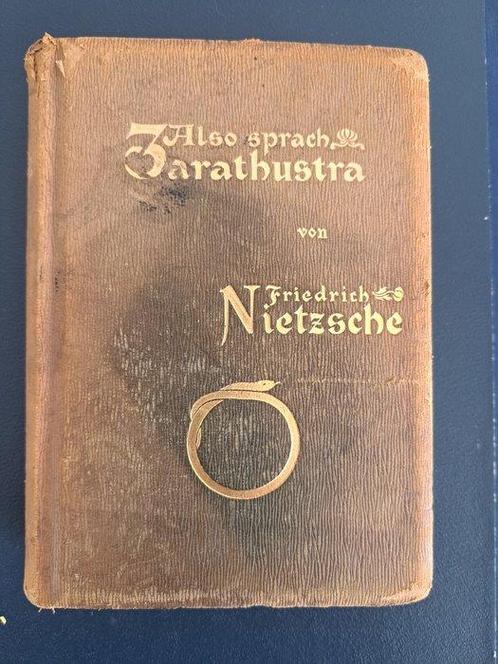 Also sprach
Zarathustra
von
Friedrich
Nietzsche